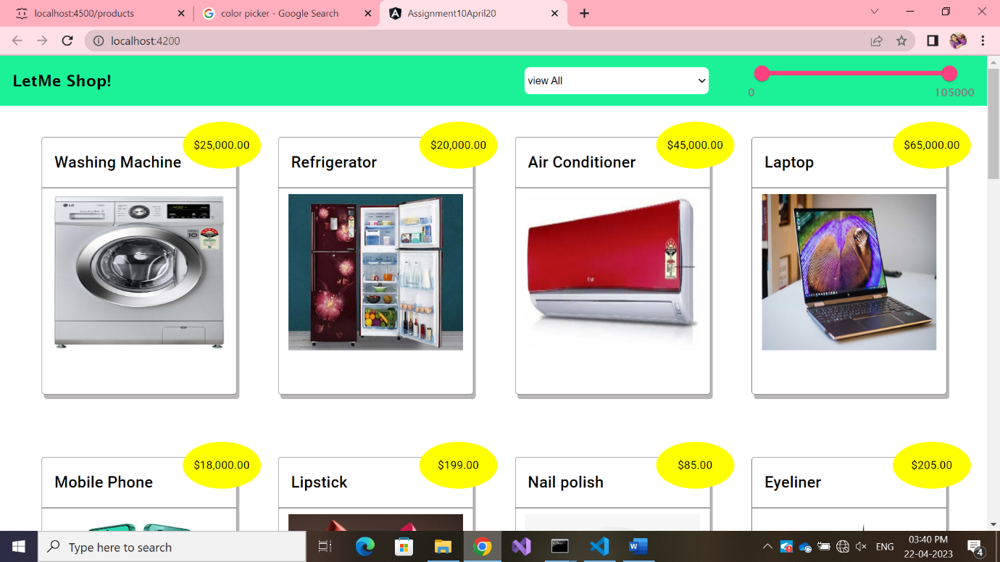 localhost:4500/products
color picker - Google Search
Assignment10April20
localhost:4200
LetMe Shop!
view All
0
105000
$25,000.00
$20,000.00
$45,000.00
$65,000.00
Washing Machine
Refrigerator
Air Conditioner
Laptop
LG
LG
$18,000.00
$199.00
$85.00
$205.00
Mobile Phone
Lipstick
Nail polish
Eyeliner
Type here to search
ENG
03:40 PM
22-04-2023
4